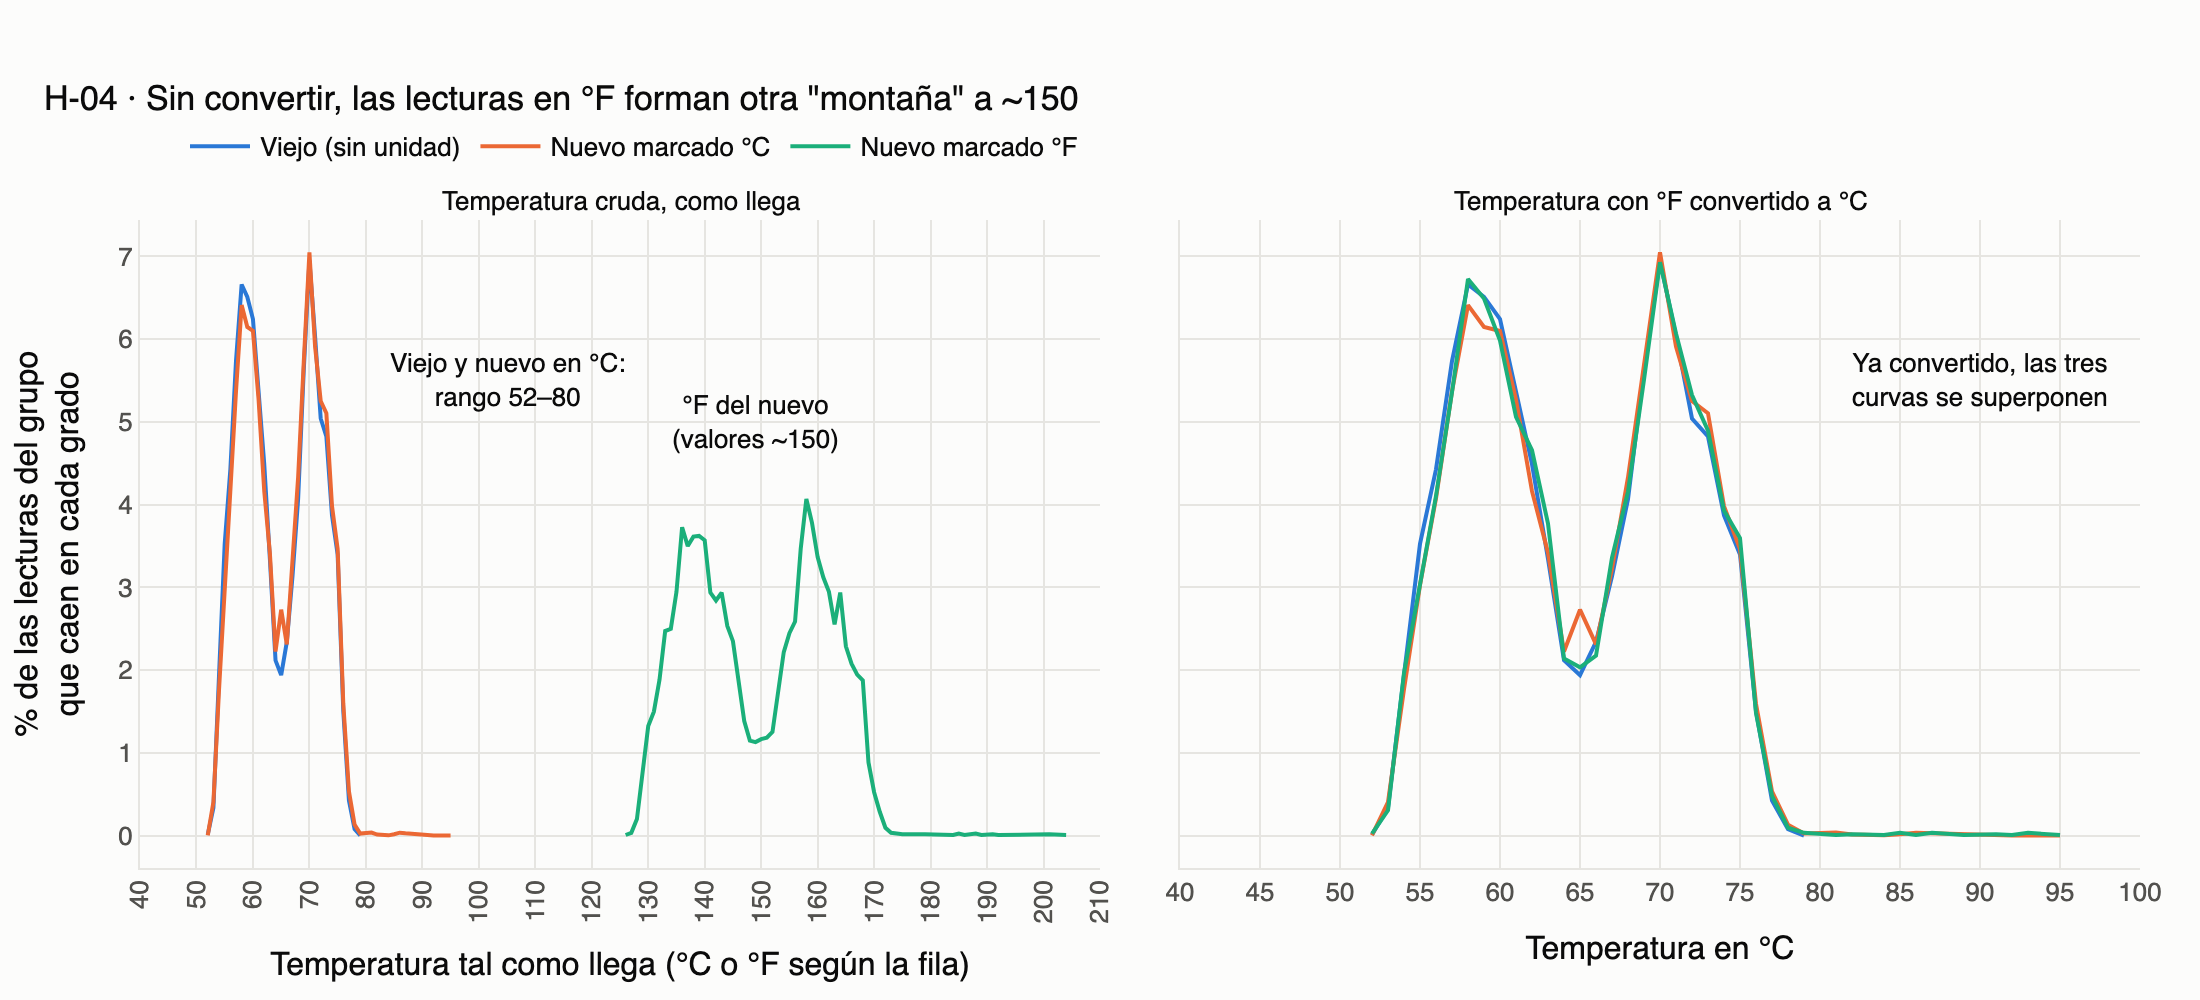 H-04 · Sin convertir, las lecturas en °F forman otra "montaña" a ~150
Viejo (sin unidad) Nuevo marcado °C Nuevo marcado °F
Temperatura cruda, como llega
% de las lecturas del grupo
que caen en cada grado
7
6
5
4
3
2
1
0
Viejo y nuevo en °C:
rango 52–80
°F del nuevo
(valores ~150)
40 50 60 70 80 90 100 110 120 130 140 150 160 170 180 190 200 210
Temperatura tal como llega (°C o °F según la fila)
Temperatura con °F convertido a °C
Ya convertido, las tres
curvas se superponen
40 45 50 55 60 65 70 75 80 85 90 95 100
Temperatura en °C